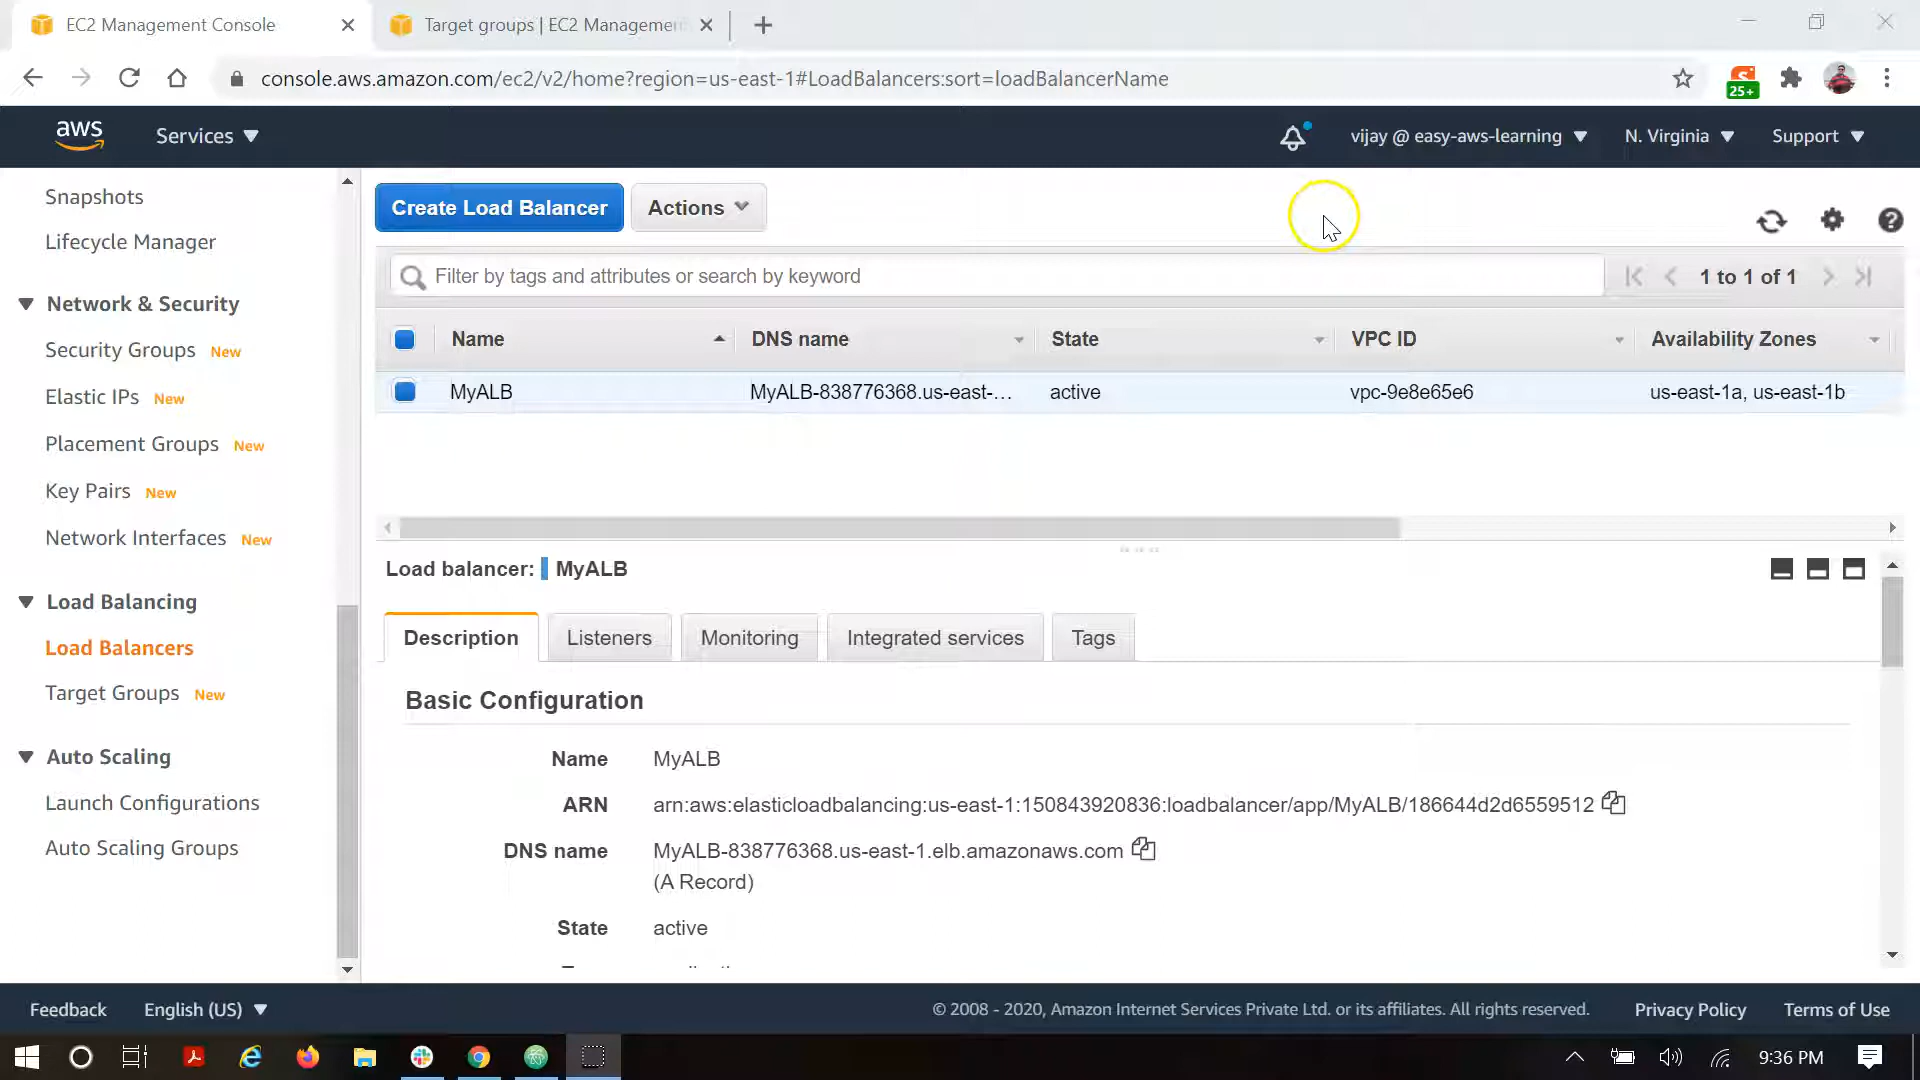 EC2 Management Console
Target groups | EC2 Management
console.aws.amazon.com/ec2/v2/home?region=us-east-1#LoadBalancers:sort=loadBalancerName
25+
aws
Services
vijay @ easy-aws-learning
N. Virginia
Support
Snapshots
Lifecycle Manager
Network & Security
Security Groups New
Elastic IPs New
Placement Groups New
Key Pairs New
Network Interfaces New
Load Balancing
Load Balancers
Target Groups New
Auto Scaling
Launch Configurations
Auto Scaling Groups
Create Load Balancer
Actions
Filter by tags and attributes or search by keyword
1 to 1 of 1
Name DNS name State VPC ID Availability Zones
MyALB MyALB-838776368.us-east-... active vpc-9e8e65e6 us-east-1a, us-east-1b
Load balancer: MyALB
Description Listeners Monitoring Integrated services Tags
Basic Configuration
Name MyALB
ARN arn:aws:elasticloadbalancing:us-east-1:150843920836:loadbalancer/app/MyALB/186644d2d6559512
DNS name MyALB-838776368.us-east-1.elb.amazonaws.com
(A Record)
State active
Feedback
English (US)
© 2008 - 2020, Amazon Internet Services Private Ltd. or its affiliates. All rights reserved.
Privacy Policy
Terms of Use
9:36 PM